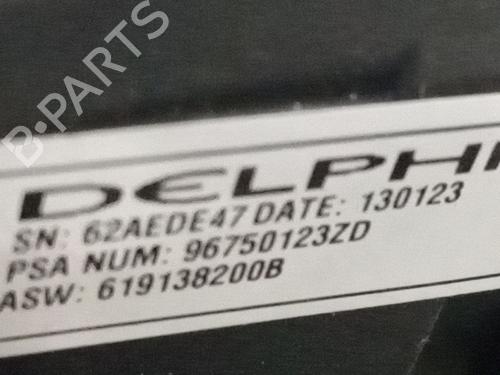 B-PARTS
DELPHI
SN: 62AEDE47 DATE: 130123
PSA NUM: 96750123ZD
ASW: 619138200B